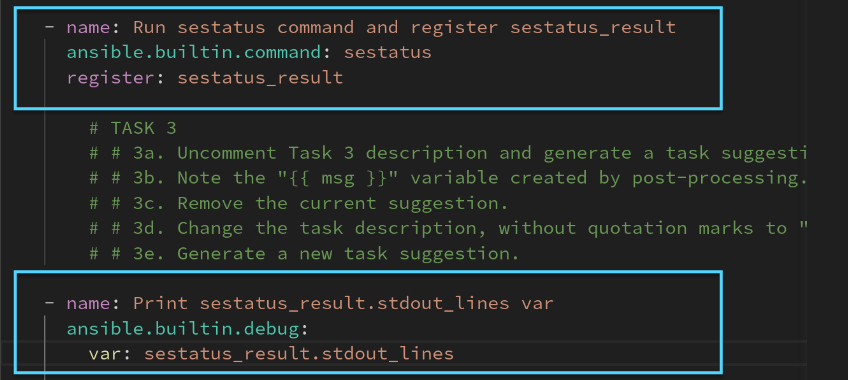 - name: Run sestatus command and register sestatus_result
ansible.builtin.command: sestatus
register: sestatus_result
# TASK 3
# # 3a. Uncomment Task 3 description and generate a task suggesti
# # 3b. Note the "{{ msg }}" variable created by post-processing.
# # 3c. Remove the current suggestion.
# # 3d. Change the task description, without quotation marks to "
# # 3e. Generate a new task suggestion.
- name: Print sestatus_result.stdout_lines var
ansible.builtin.debug:
var: sestatus_result.stdout_lines